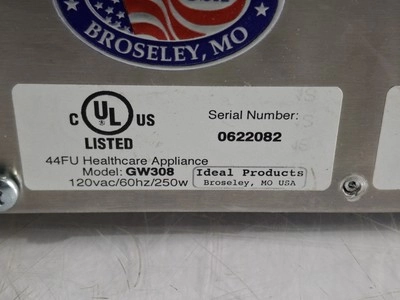 BROSELEY, MO
C UL US
LISTED
Serial Number:
0622082
44FU Healthcare Appliance
Model: GW308
120vac/60hz/250w
Ideal Products
Broseley, MO USA